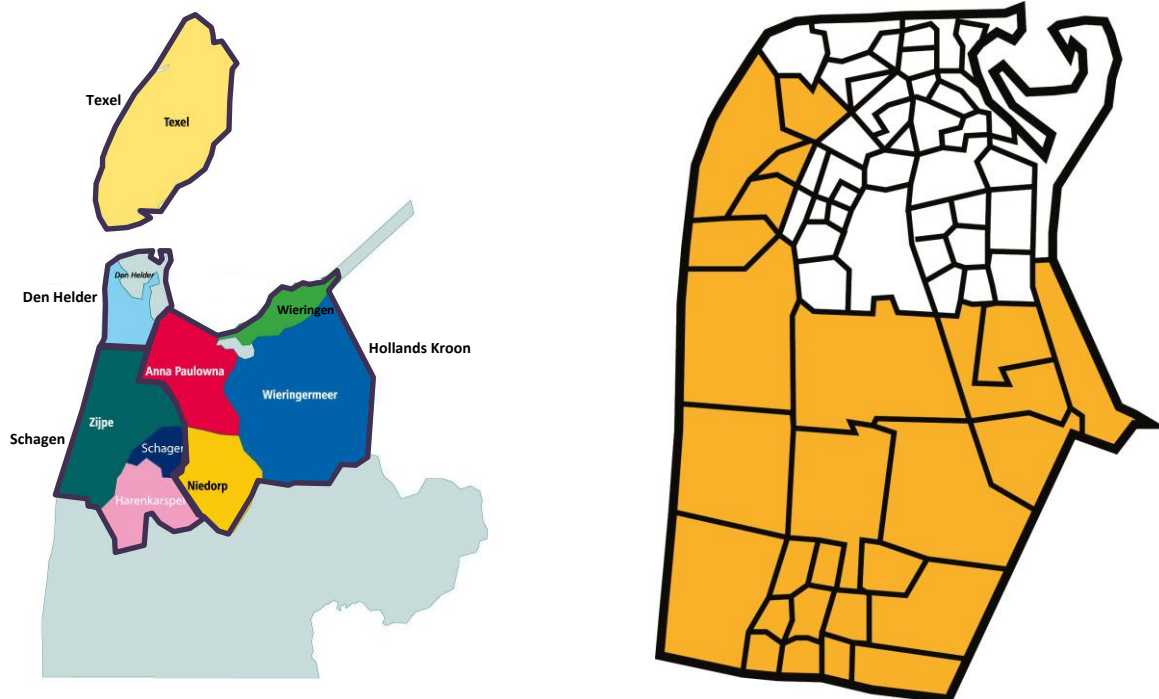 Texel
Texel
Den Helder
Den Helder
Wieringen
Hollands Kroon
Anna Paulowna
Wieringermeer
Zijpe
Schagen
Schagen
Niedorp
Harenkarspel